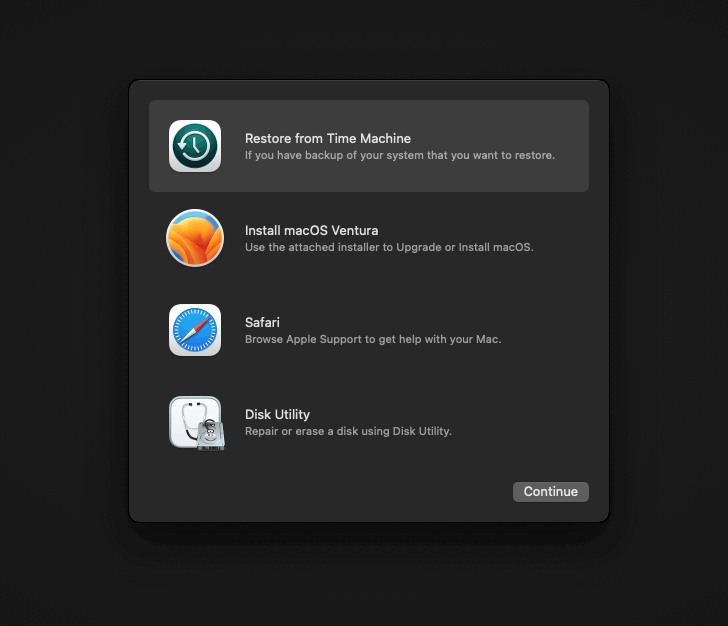 Restore from Time Machine
If you have backup of your system that you want to restore.
Install macOS Ventura
Use the attached installer to Upgrade or Install macOS.
Safari
Browse Apple Support to get help with your Mac.
Disk Utility
Repair or erase a disk using Disk Utility.
Continue